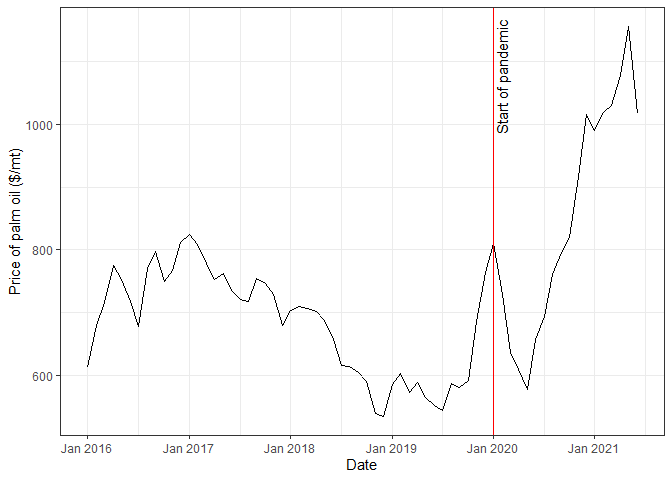 Start of pandemic
Price of palm oil ($/mt)
1000
800
600
Jan 2016
Jan 2017
Jan 2018
Jan 2019
Jan 2020
Jan 2021
Date